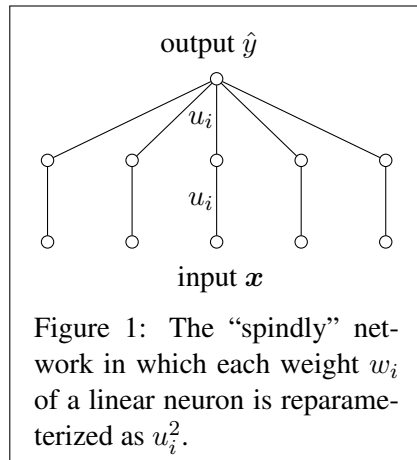 output ŷ
u_i
u_i
input x
Figure 1: The “spindly” net-
work in which each weight w_i
of a linear neuron is reparame-
terized as u_i^2.